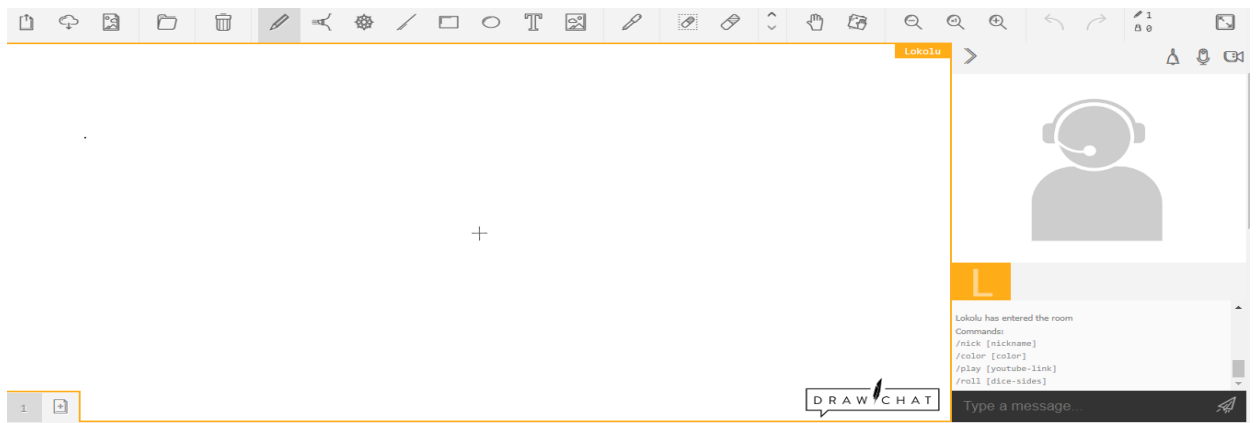 T
x1
1
0
Lokolu
L
Lokolu has entered the room
Commands:
/nick [nickname]
/color [color]
/play [youtube-link]
/roll [dice-sides]
1
DRAW CHAT
Type a message...